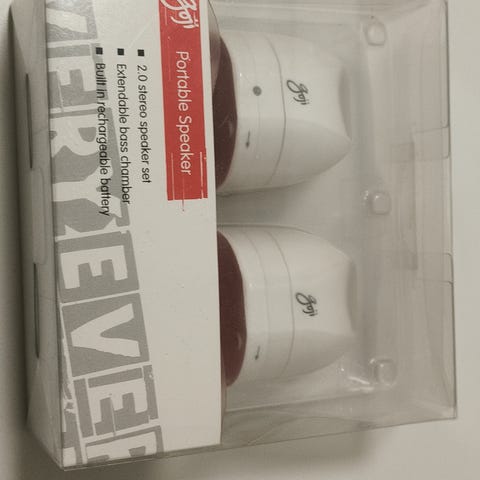 goji
Portable Speaker
2.0 stereo speaker set
Extendable bass chamber
Built in rechargeable battery
goji
goji